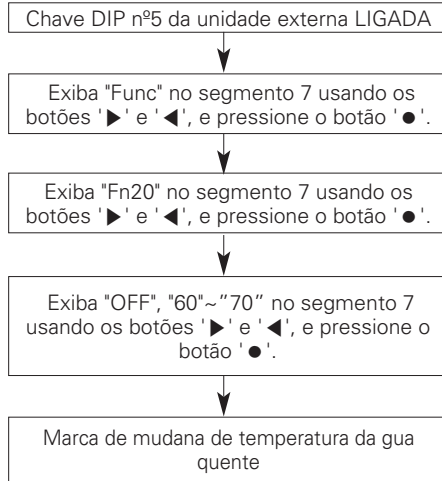 Chave DIP nº5 da unidade externa LIGADA
Exiba "Func" no segmento 7 usando os
botões '▶' e '◀', e pressione o botão '●'.
Exiba "Fn20" no segmento 7 usando os
botões '▶' e '◀', e pressione o botão '●'.
Exiba "OFF", "60"~”70” no segmento 7
usando os botões '▶' e '◀', e pressione o
botão '●'.
Marca de mudana de temperatura da gua
quente